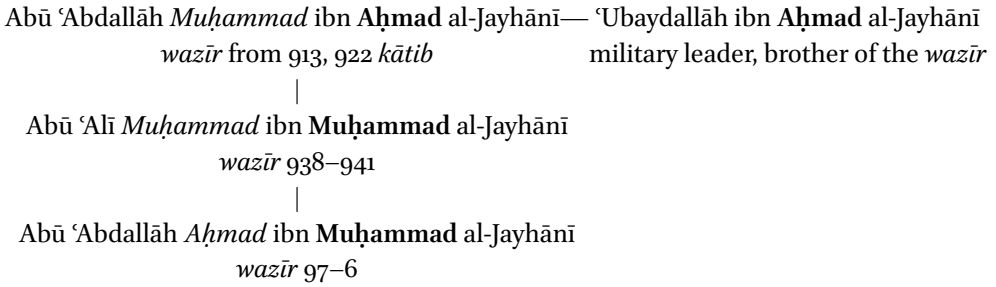 Abū ʿAbdallāh Muḥammad ibn Aḥmad al-Jayhānī— ʿUbaydallāh ibn Aḥmad al-Jayhānī
wazīr from 913, 922 kātib military leader, brother of the wazīr
|
Abū ʿAlī Muḥammad ibn Muḥammad al-Jayhānī
wazīr 938–941
|
Abū ʿAbdallāh Aḥmad ibn Muḥammad al-Jayhānī
wazīr 97–6